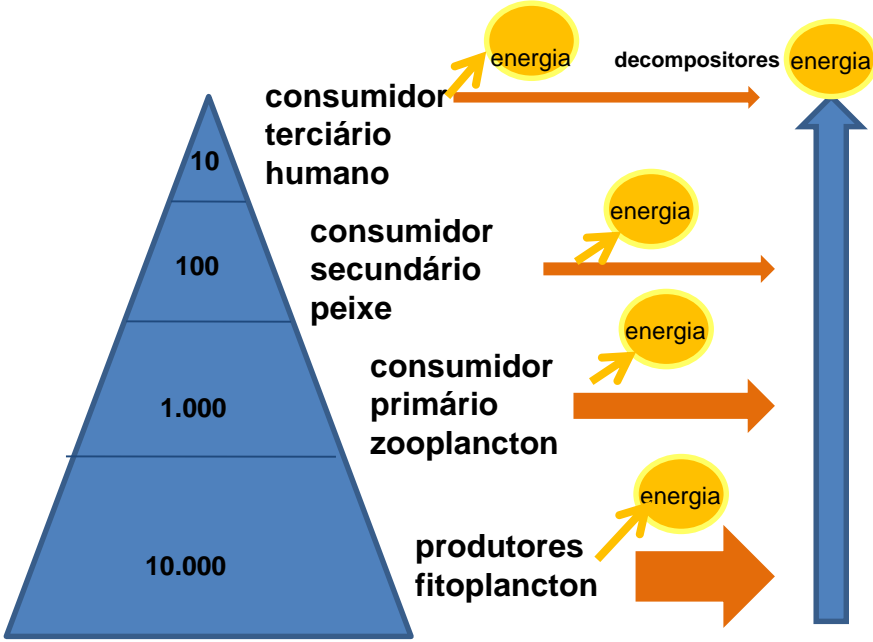 energia
decompositores
energia
consumidor
terciário
humano
10
energia
consumidor
secundário
peixe
100
energia
consumidor
primário
zooplancton
1.000
energia
produtores
fitoplancton
10.000